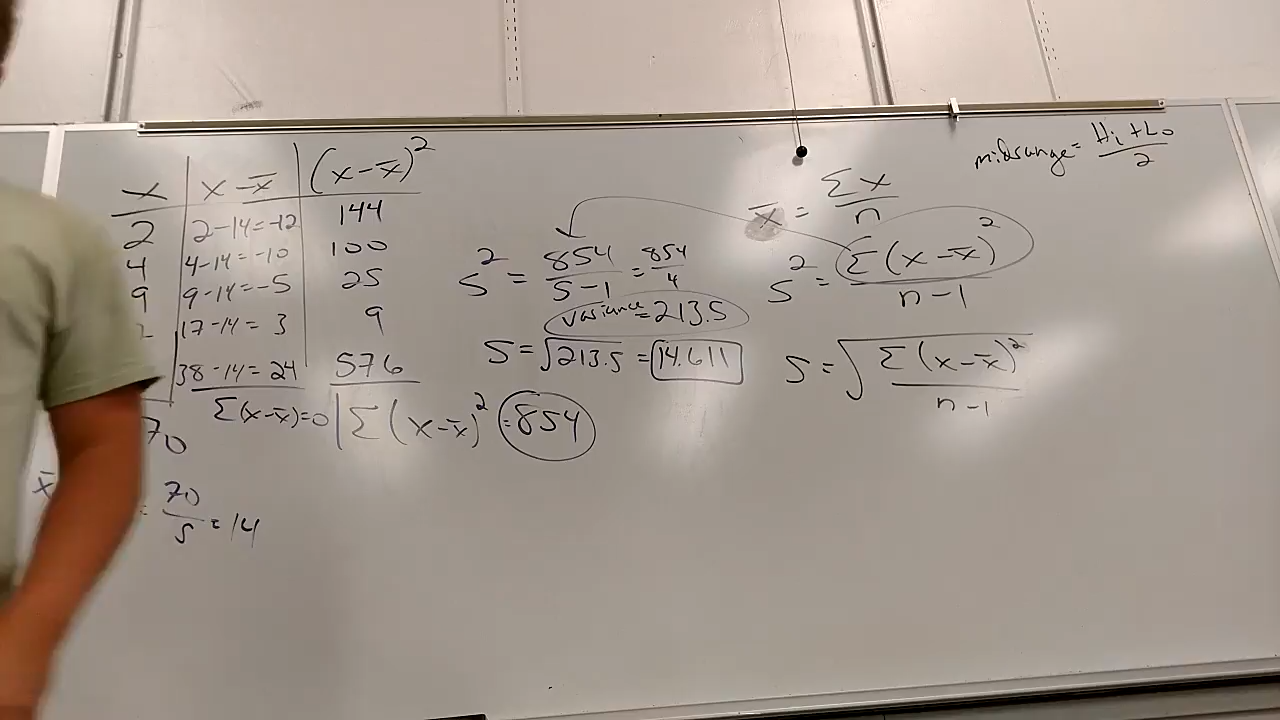 x | x - x̄ | (x - x̄)²
2 | 2-14=-12 | 144
4 | 4-14=-10 | 100
9 | 9-14=-5 | 25
17-14= 3 | 9
38-14=24 | 576
Σ(x-x̄)=0 | Σ(x-x̄)² = 854
70
x̄ = 70/5 = 14
s² = 854/(5-1) = 854/4
variance = 213.5
s = √213.5 = 14.611
x̄ = Σx/n
s² = Σ(x-x̄)²/(n-1)
s = √(Σ(x-x̄)²/(n-1))
midrange = (Hi + Lo)/2